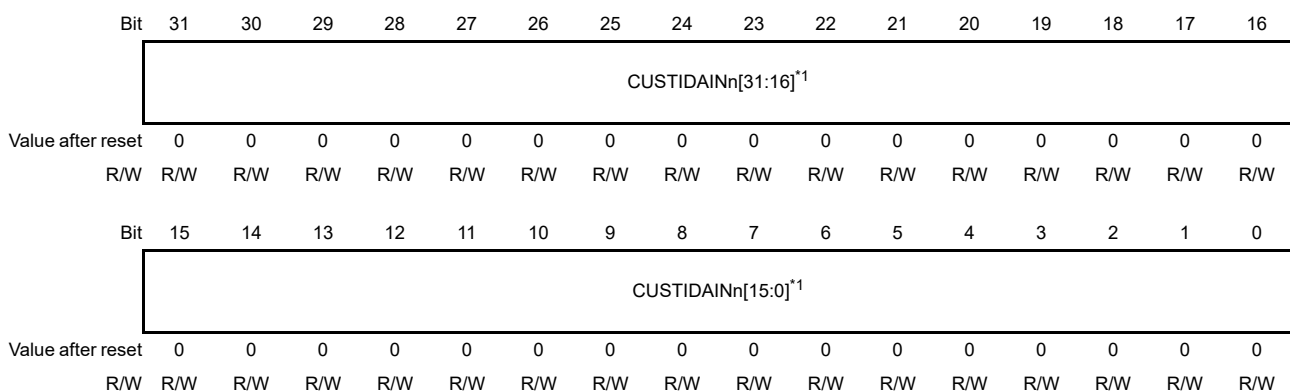 Bit 31 30 29 28 27 26 25 24 23 22 21 20 19 18 17 16
CUSTIDAINn[31:16]*1
Value after reset 0 0 0 0 0 0 0 0 0 0 0 0 0 0 0 0
R/W R/W R/W R/W R/W R/W R/W R/W R/W R/W R/W R/W R/W R/W R/W R/W R/W
Bit 15 14 13 12 11 10 9 8 7 6 5 4 3 2 1 0
CUSTIDAINn[15:0]*1
Value after reset 0 0 0 0 0 0 0 0 0 0 0 0 0 0 0 0
R/W R/W R/W R/W R/W R/W R/W R/W R/W R/W R/W R/W R/W R/W R/W R/W R/W